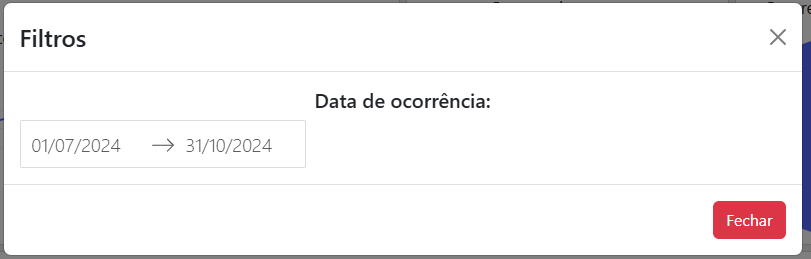 Filtros
Data de ocorrência:
01/07/2024 → 31/10/2024
Fechar